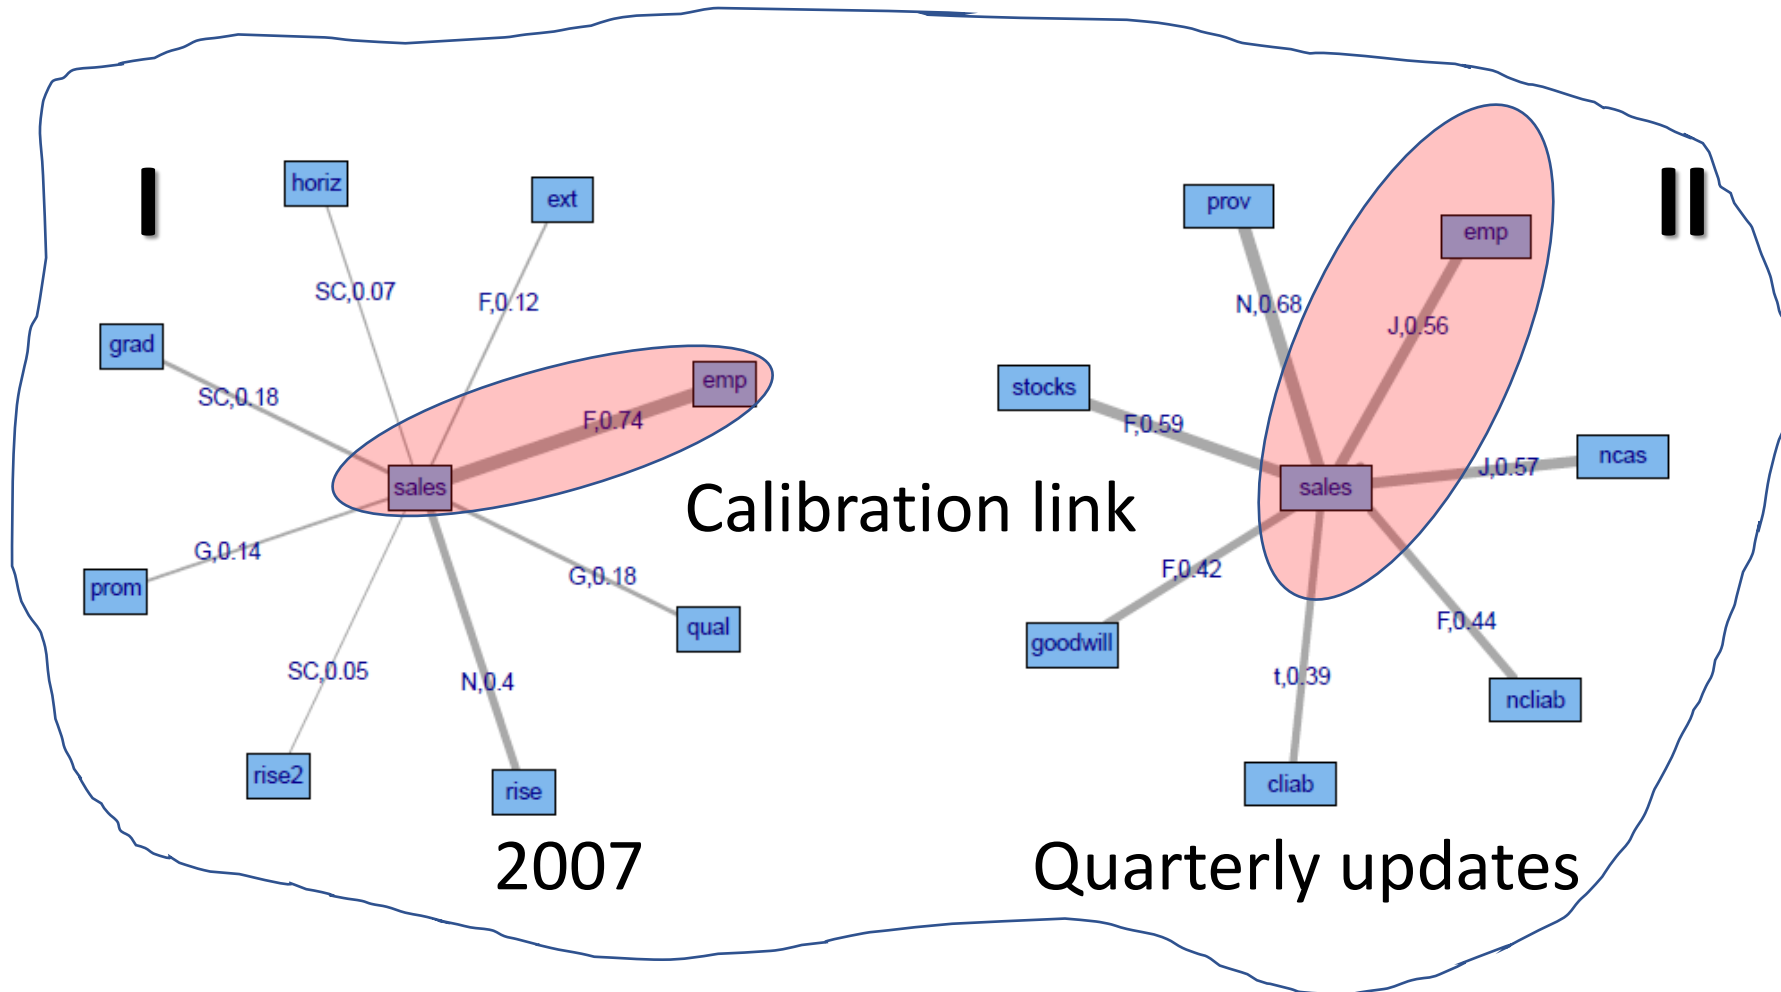 I
horiz
ext
SC,0.07
F,0.12
grad
SC,0.18
emp
F,0.74
sales
G,0.14
prom
G,0.18
qual
SC,0.05
N,0.4
rise2
rise
2007
Calibration link
II
prov
emp
N,0.68
J,0.56
stocks
F,0.59
ncas
J,0.57
sales
F,0.42
goodwill
F,0.44
t,0.39
ncliab
cliab
Quarterly updates